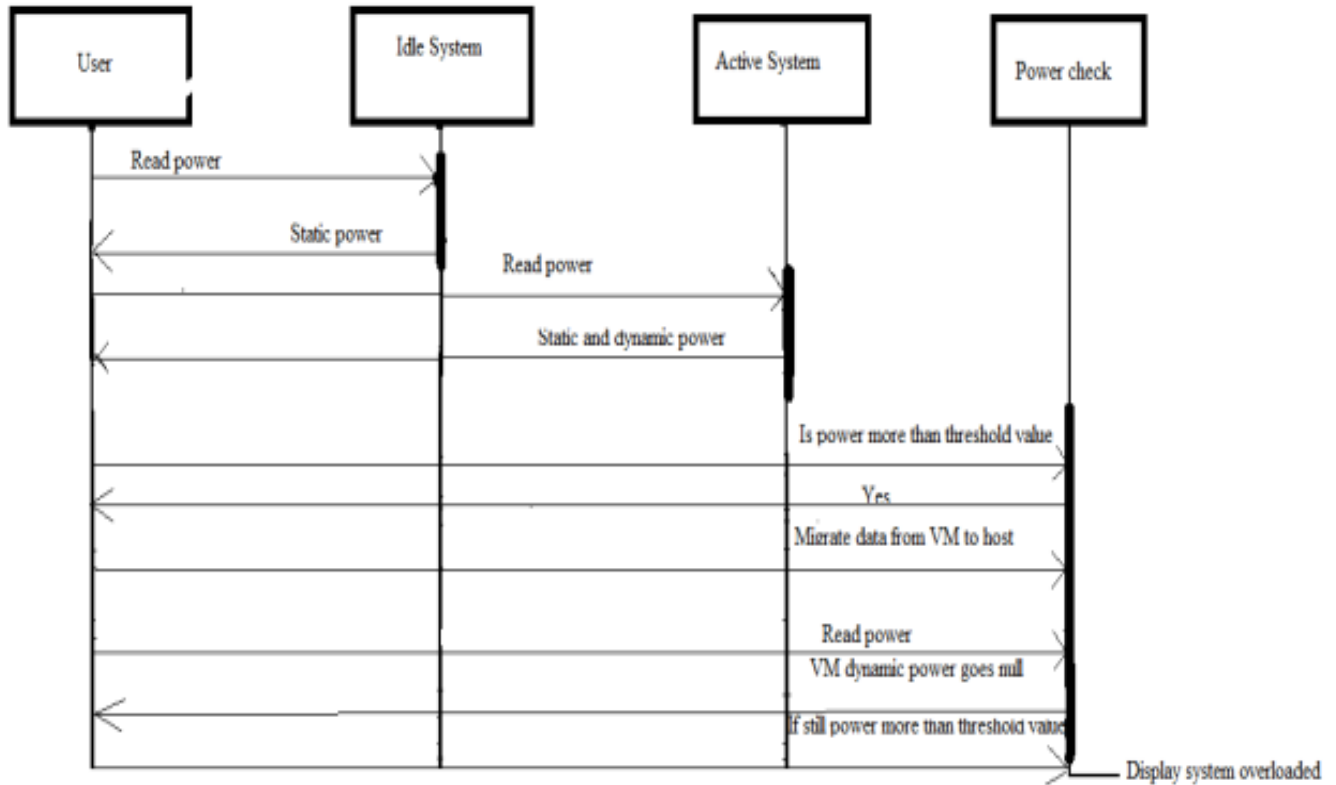 User
Idle System
Active System
Power check
Read power
Static power
Read power
Static and dynamic power
Is power more than threshold value
Yes
Migrate data from VM to host
Read power
VM dynamic power goes null
If still power more than threshold value
Display system overloaded